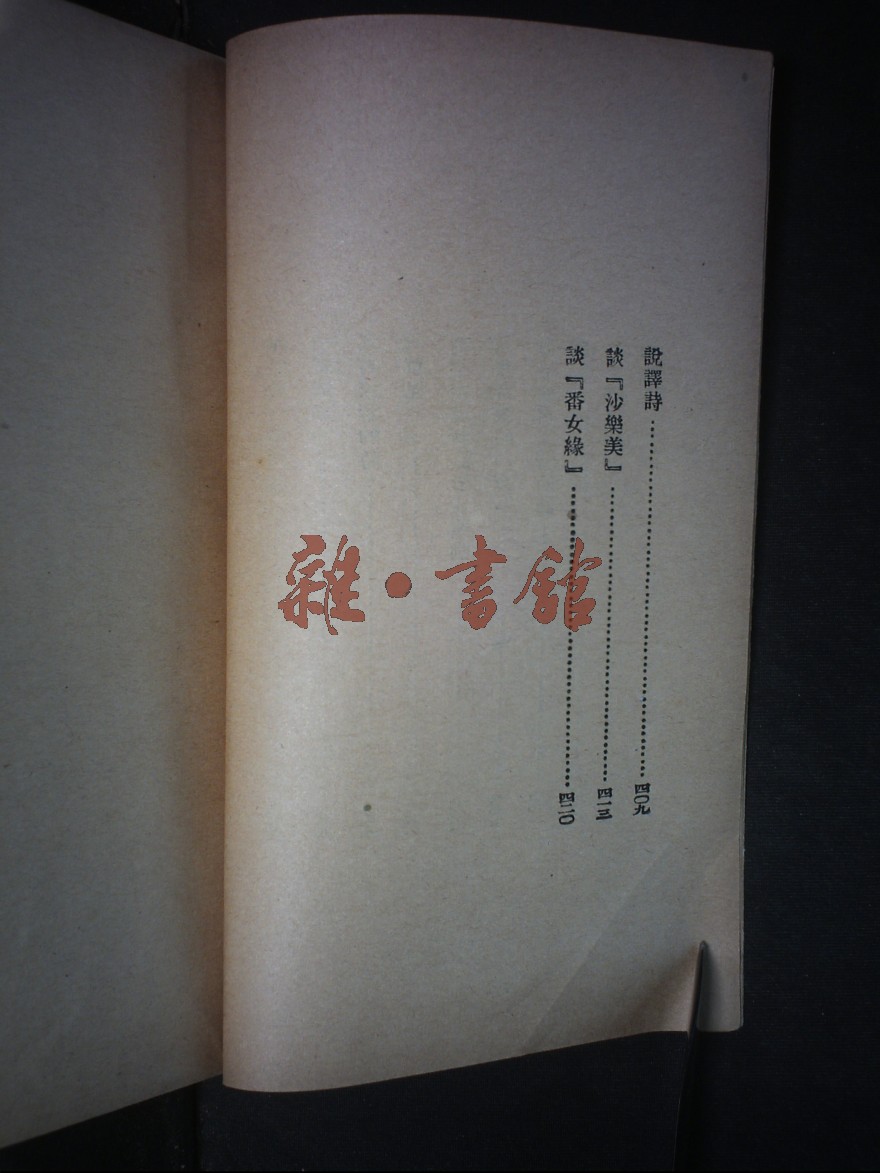 說譯詩……………………………四〇九
談『沙樂美』……………………………四一三
談『番女緣』……………………………四二〇
雜·書館